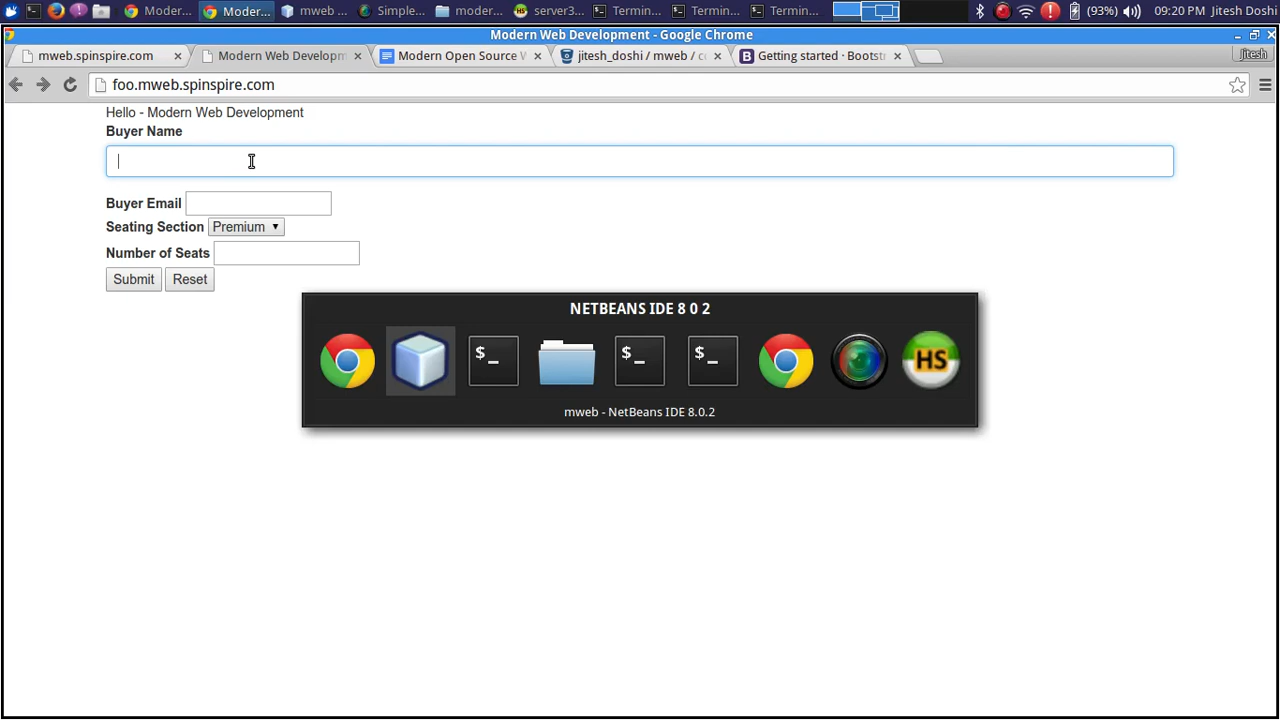 Moder... Moder... mweb ... Simple... moder... server3... Termin... Termin... Termin... (93%) 09:20 PM Jitesh Doshi
Modern Web Development - Google Chrome
mweb.spinspire.com Modern Web Developm Modern Open Source W jitesh_doshi / mweb / c Getting started · Bootstr Jitesh
foo.mweb.spinspire.com
Hello - Modern Web Development
Buyer Name
Buyer Email
Seating Section Premium
Number of Seats
Submit Reset
NETBEANS IDE 8 0 2
$_ $_ $_ HS
mweb - NetBeans IDE 8.0.2